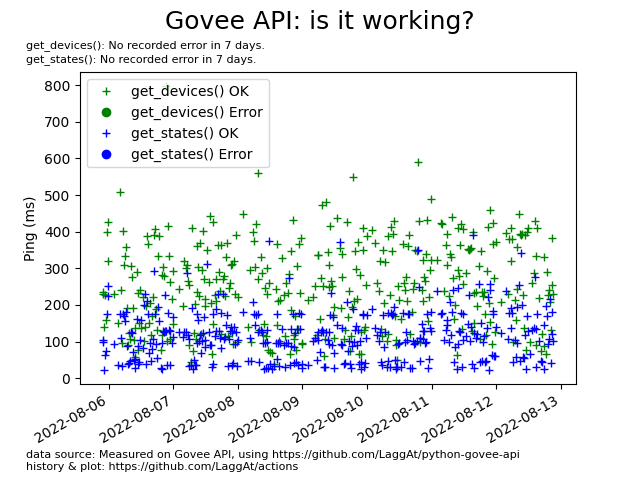 Govee API: is it working?
get_devices(): No recorded error in 7 days.
get_states(): No recorded error in 7 days.
get_devices() OK
get_devices() Error
get_states() OK
get_states() Error
Ping (ms)
800
700
600
500
400
300
200
100
0
2022-08-06
2022-08-07
2022-08-08
2022-08-09
2022-08-10
2022-08-11
2022-08-12
2022-08-13
data source: Measured on Govee API, using https://github.com/LaggAt/python-govee-api
history & plot: https://github.com/LaggAt/actions